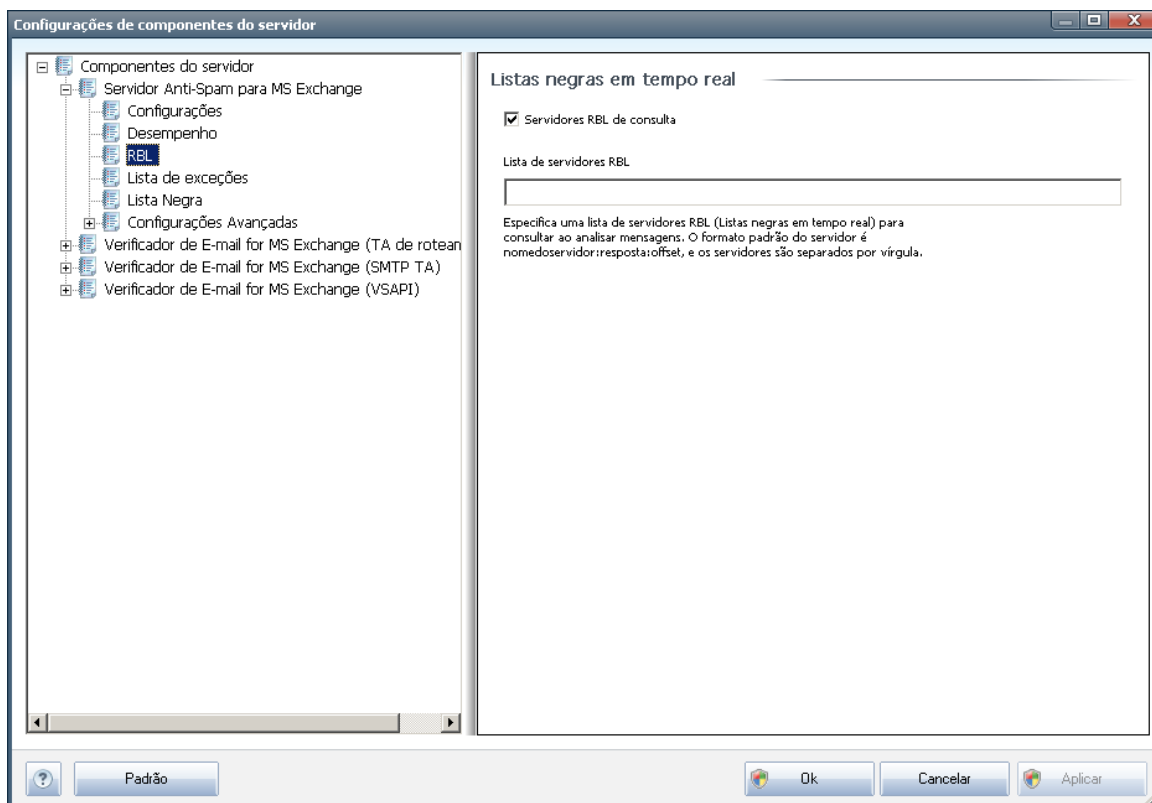 Configurações de componentes do servidor
Componentes do servidor
Servidor Anti-Spam para MS Exchange
Configurações
Desempenho
RBL
Lista de exceções
Lista Negra
Configurações Avançadas
Verificador de E-mail for MS Exchange (TA de rotean
Verificador de E-mail for MS Exchange (SMTP TA)
Verificador de E-mail for MS Exchange (VSAPI)
Listas negras em tempo real
Servidores RBL de consulta
Lista de servidores RBL
Especifica uma lista de servidores RBL (Listas negras em tempo real) para
consultar ao analisar mensagens. O formato padrão do servidor é
nomedoservidor:resposta:offset, e os servidores são separados por vírgula.
? Padrão Ok Cancelar Aplicar